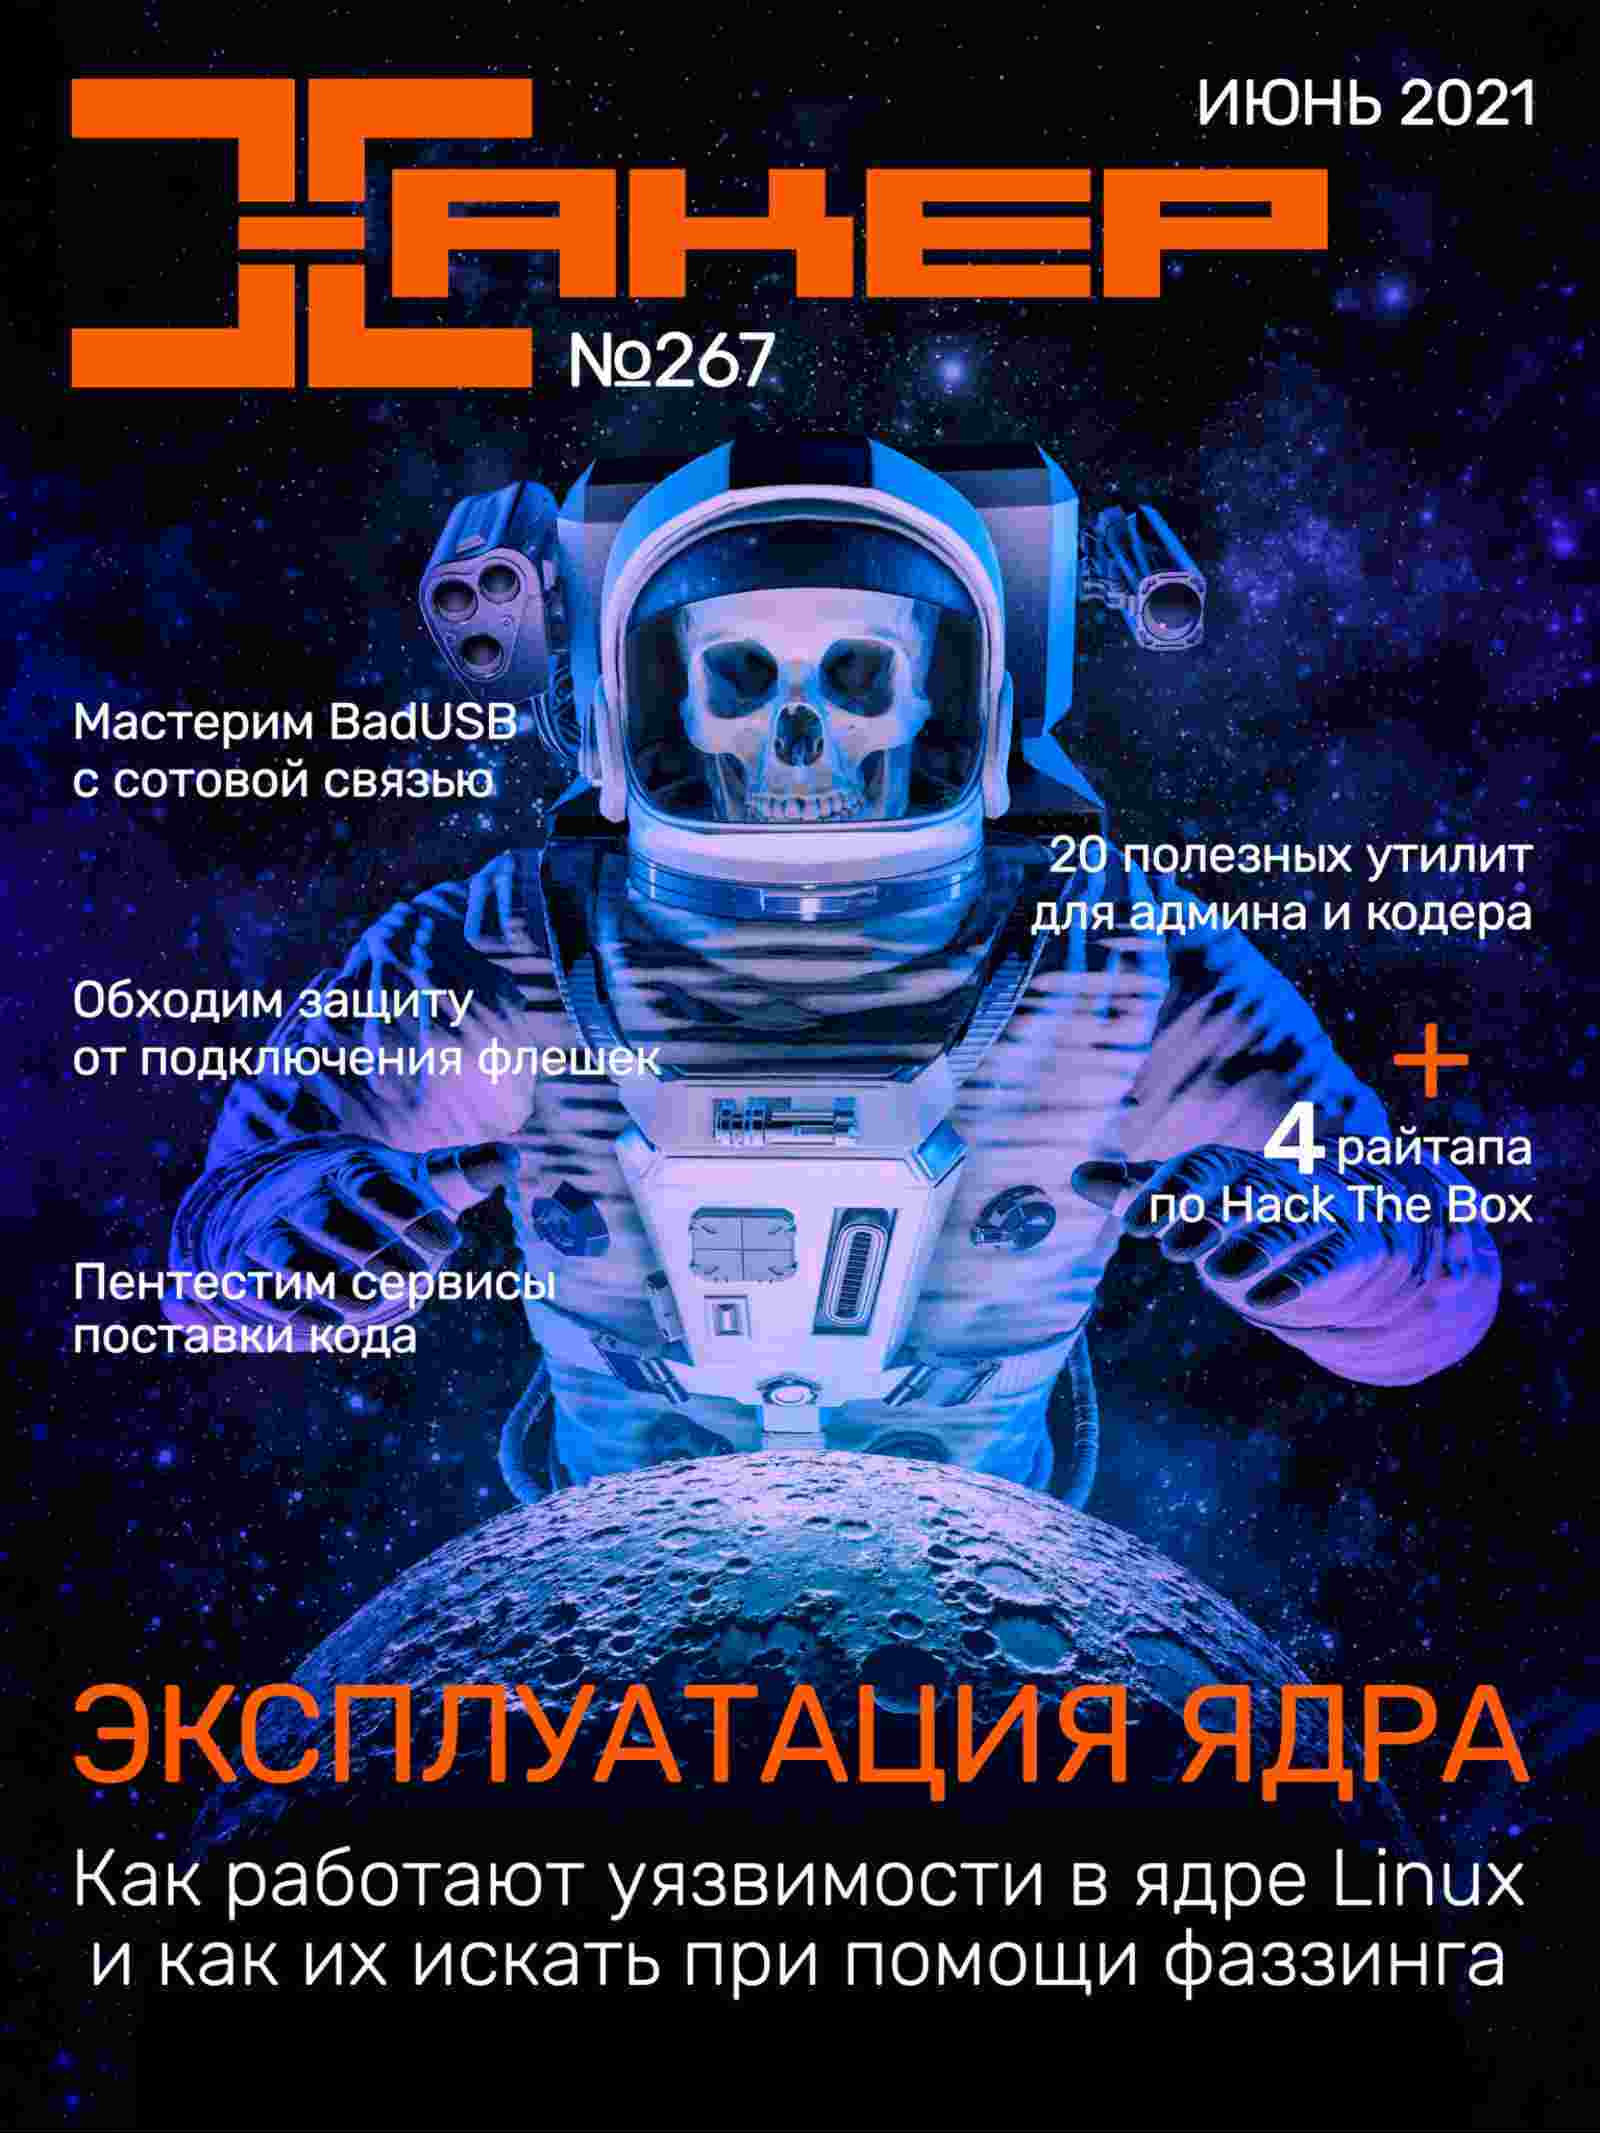 ИЮНЬ 2021
ХАКЕР
№267
Мастерим BadUSB
с сотовой связью
20 полезных утилит
для админа и кодера
Обходим защиту
от подключения флешек
+
4 райтапа
по Hack The Box
Пентестим сервисы
поставки кода
ЭКСПЛУАТАЦИЯ ЯДРА
Как работают уязвимости в ядре Linux
и как их искать при помощи фаззинга